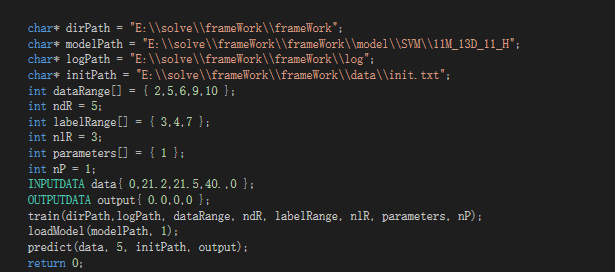 char* dirPath = "E:\\solve\\frameWork\\frameWork";
char* modelPath = "E:\\solve\\frameWork\\frameWork\\model\\SVM\\11M_13D_11_H";
char* logPath = "E:\\solve\\frameWork\\frameWork\\log";
char* initPath = "E:\\solve\\frameWork\\frameWork\\data\\init.txt";
int dataRange[] = { 2,5,6,9,10 };
int ndR = 5;
int labelRange[] = { 3,4,7 };
int nlR = 3;
int parameters[] = { 1 };
int nP = 1;
INPUTDATA data{ 0,21.2,21.5,40.,0 };
OUTPUTDATA output{ 0.0,0,0 };
train(dirPath,logPath, dataRange, ndR, labelRange, nlR, parameters, nP);
loadModel(modelPath, 1);
predict(data, 5, initPath, output);
return 0;